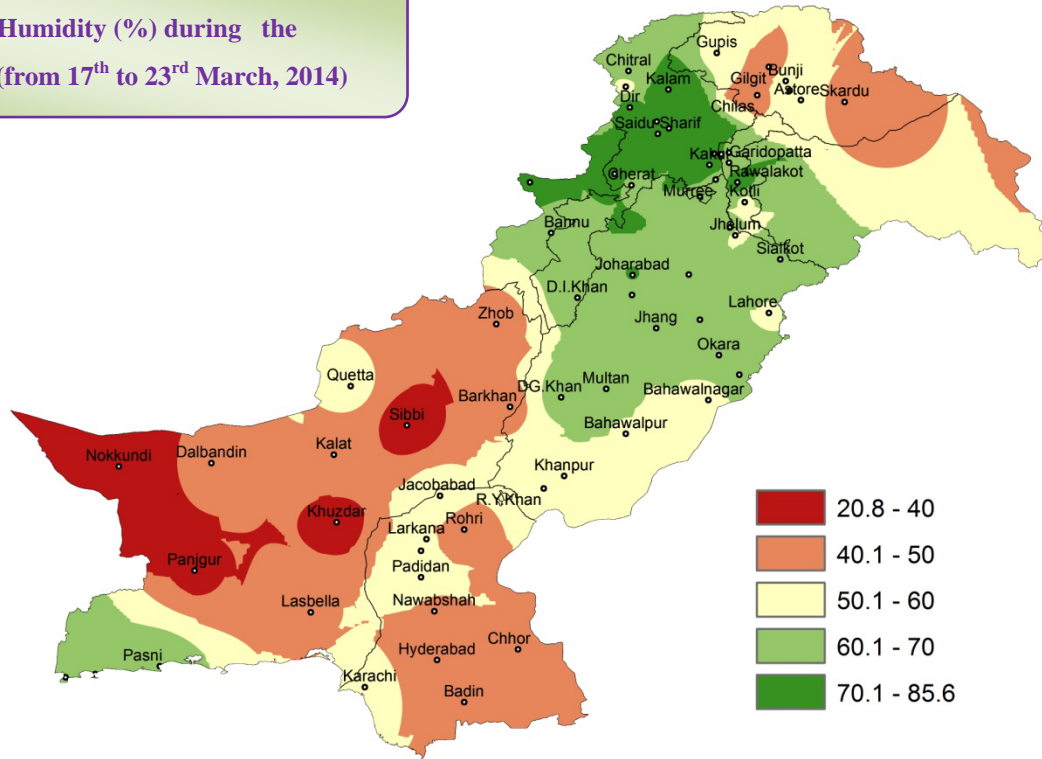 Humidity (%) during the
(from 17th to 23rd March, 2014)
Gupis
Chitral
Bunji
Kalam
Gilgit
Astore
Skardu
Dir
Chilas
Saidu Sharif
Garidopatta
Cherat
Rawalakot
Murree
Kotli
Bannu
Jhelum
Sialkot
Joharabad
D.I.Khan
Lahore
Zhob
Jhang
Okara
Quetta
Multan
DG.Khan
Bahawalnagar
Barkhan
Sibbi
Bahawalpur
Kalat
Dalbandin
Nokkundi
Khanpur
Jacobabad
R.Y.Khan
Khuzdar
Larkana
Rohri
Panjgur
Padidan
Lasbella
Nawabshah
Chhor
Hyderabad
Pasni
Karachi
Badin
20.8 - 40
40.1 - 50
50.1 - 60
60.1 - 70
70.1 - 85.6